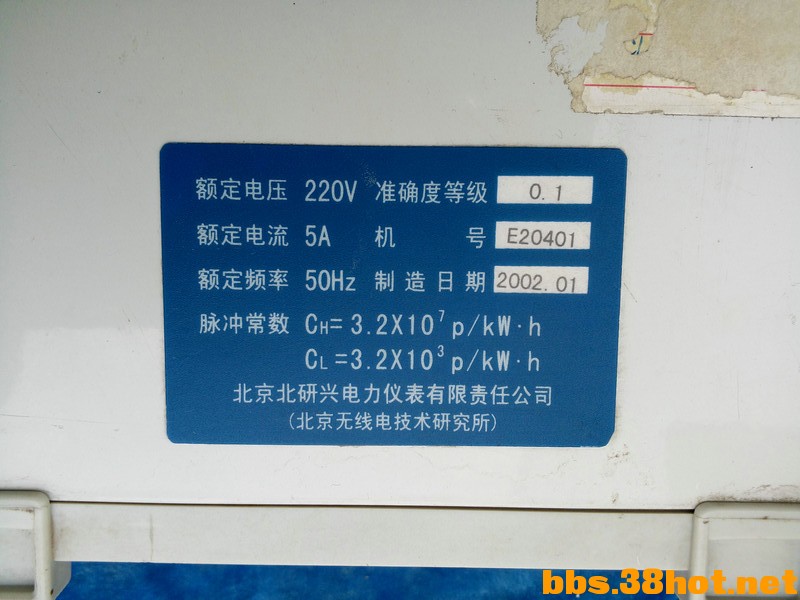 额定电压 220V 准确度等级 0.1
额定电流 5A 机 号 E20401
额定频率 50Hz 制造日期 2002.01
脉冲常数 CH=3.2X10⁷p/kW·h
CL=3.2X10³p/kW·h
北京北研兴电力仪表有限责任公司
(北京无线电技术研究所)
bbs.38hot.net